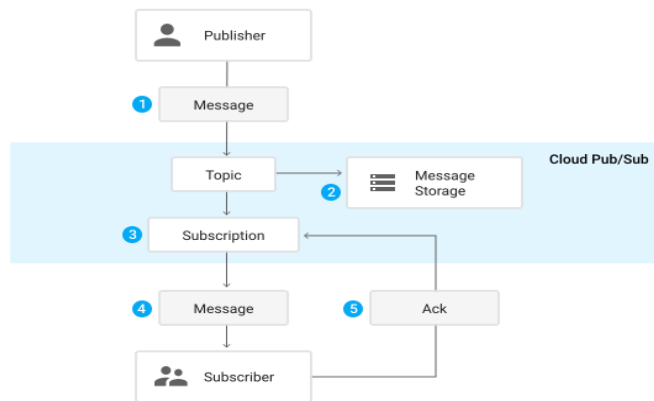 Publisher
1
Message
Cloud Pub/Sub
Topic
Message
Storage
2
3
Subscription
4
Message
5
Ack
Subscriber